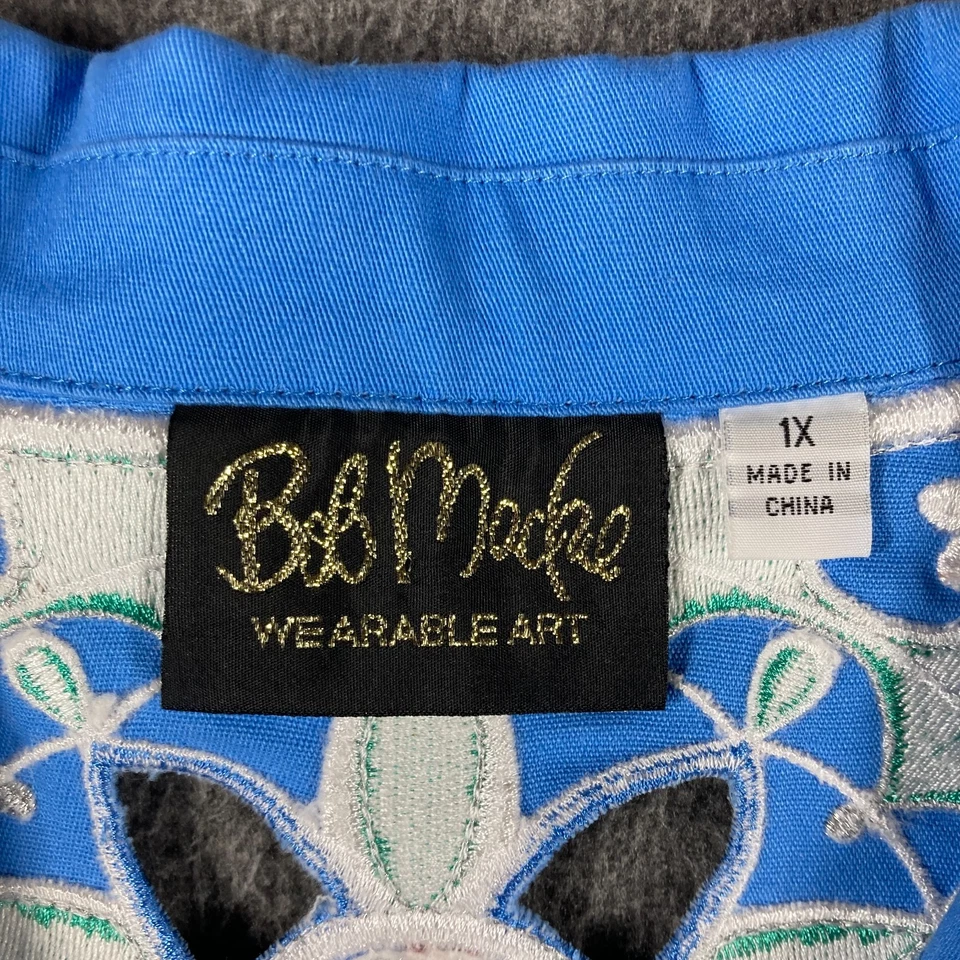 Bob Mackie
WEARABLE ART
1X
MADE IN
CHINA